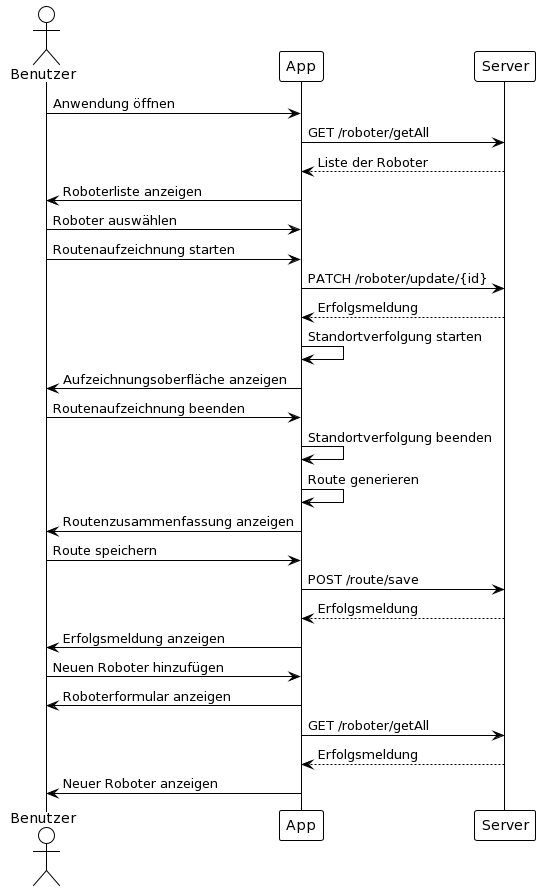 Benutzer
App
Server
Anwendung öffnen
GET /roboter/getAll
Liste der Roboter
Roboterliste anzeigen
Roboter auswählen
Routenaufzeichnung starten
PATCH /roboter/update/{id}
Erfolgsmeldung
Standortverfolgung starten
Aufzeichnungsoberfläche anzeigen
Routenaufzeichnung beenden
Standortverfolgung beenden
Route generieren
Routenzusammenfassung anzeigen
Route speichern
POST /route/save
Erfolgsmeldung
Erfolgsmeldung anzeigen
Neuen Roboter hinzufügen
Roboterformular anzeigen
GET /roboter/getAll
Erfolgsmeldung
Neuer Roboter anzeigen
Benutzer
App
Server